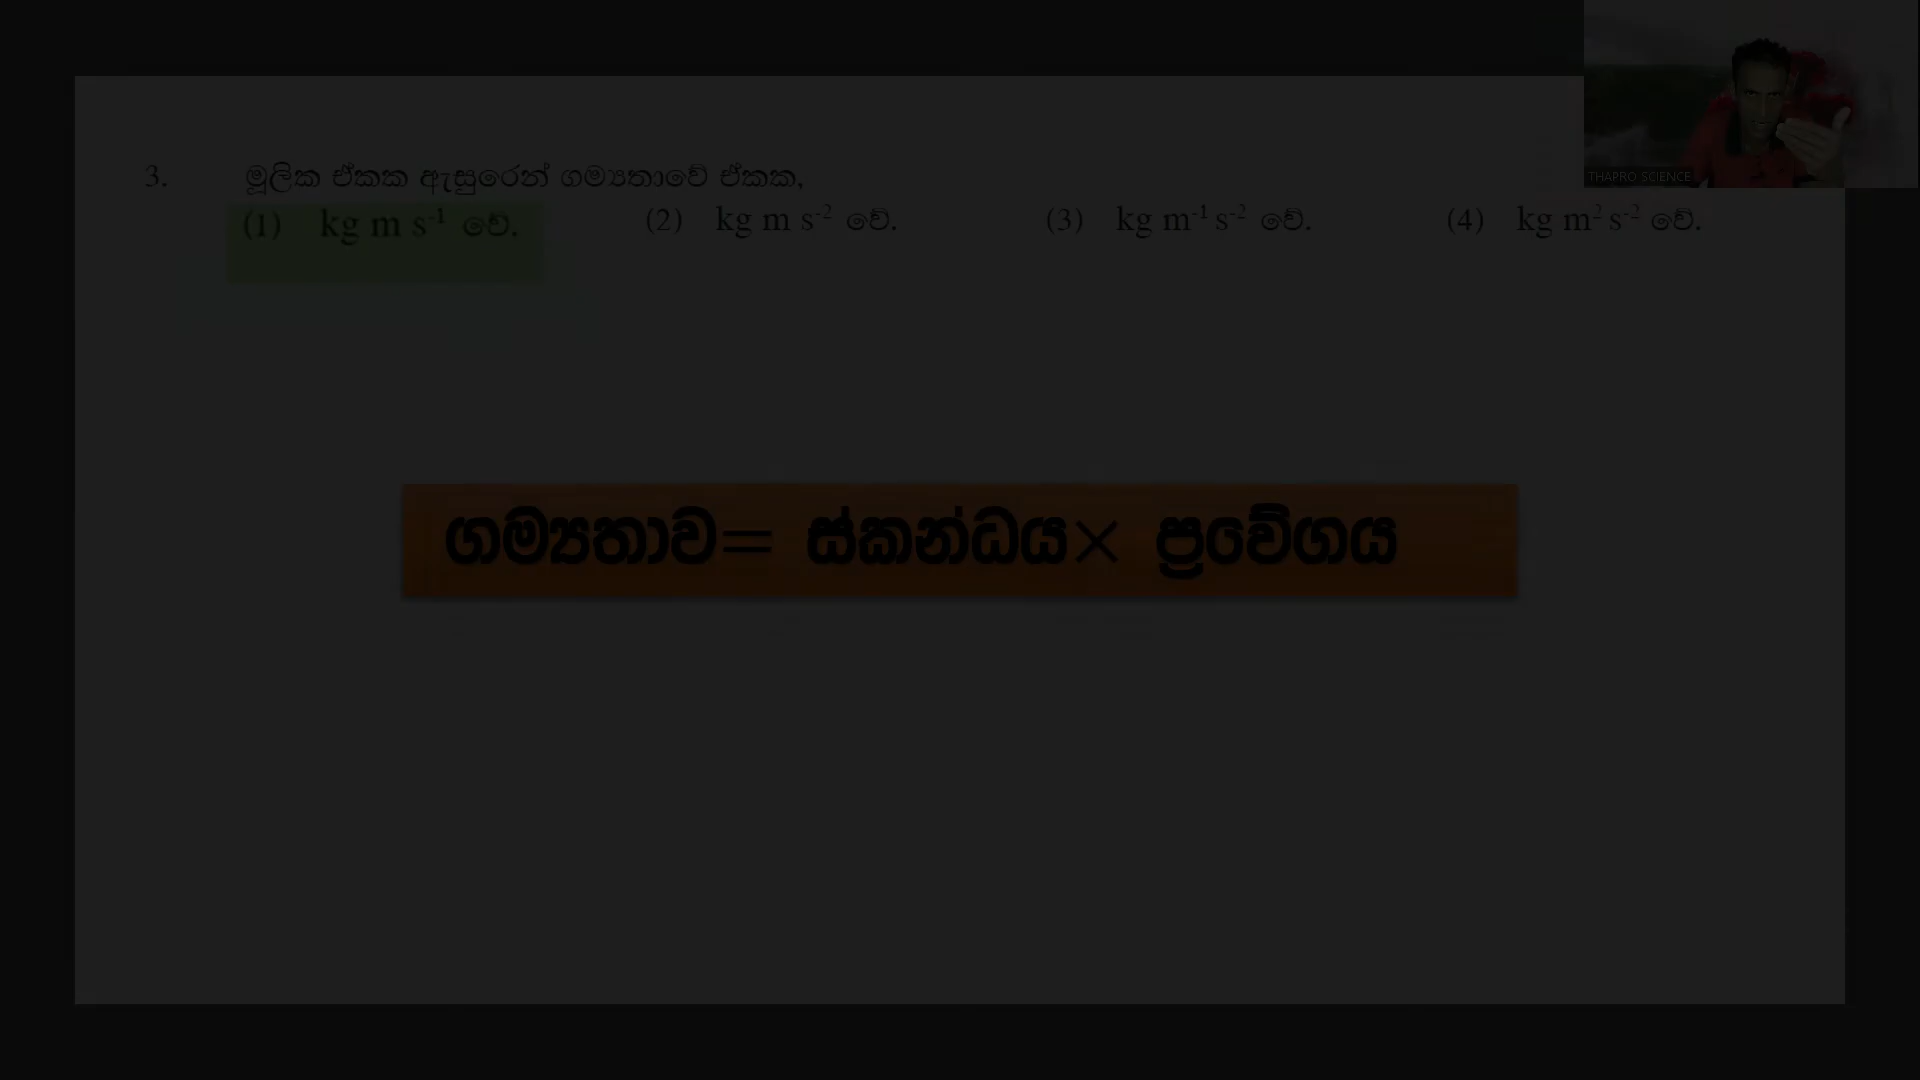 THAPRO SCIENCE
3. මූලික ඒකක ඇසුරෙන් ගම්‍යතාවේ ඒකක,
(1) kg m s⁻¹ වේ. (2) kg m s⁻² වේ. (3) kg m⁻¹ s⁻² වේ. (4) kg m² s⁻² වේ.
ගම්‍යතාව= ස්කන්ධය× ප්‍රවේගය